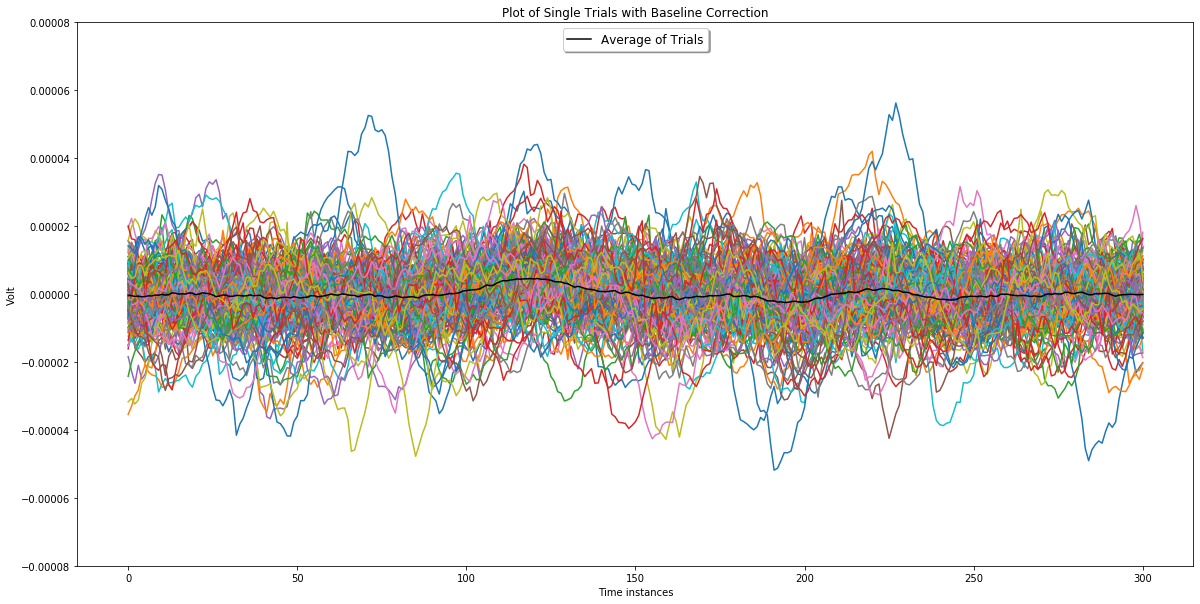 Plot of Single Trials with Baseline Correction
Average of Trials
0.00008
0.00006
0.00004
0.00002
0.00000
−0.00002
−0.00004
−0.00006
−0.00008
Volt
0 50 100 150 200 250 300
Time instances